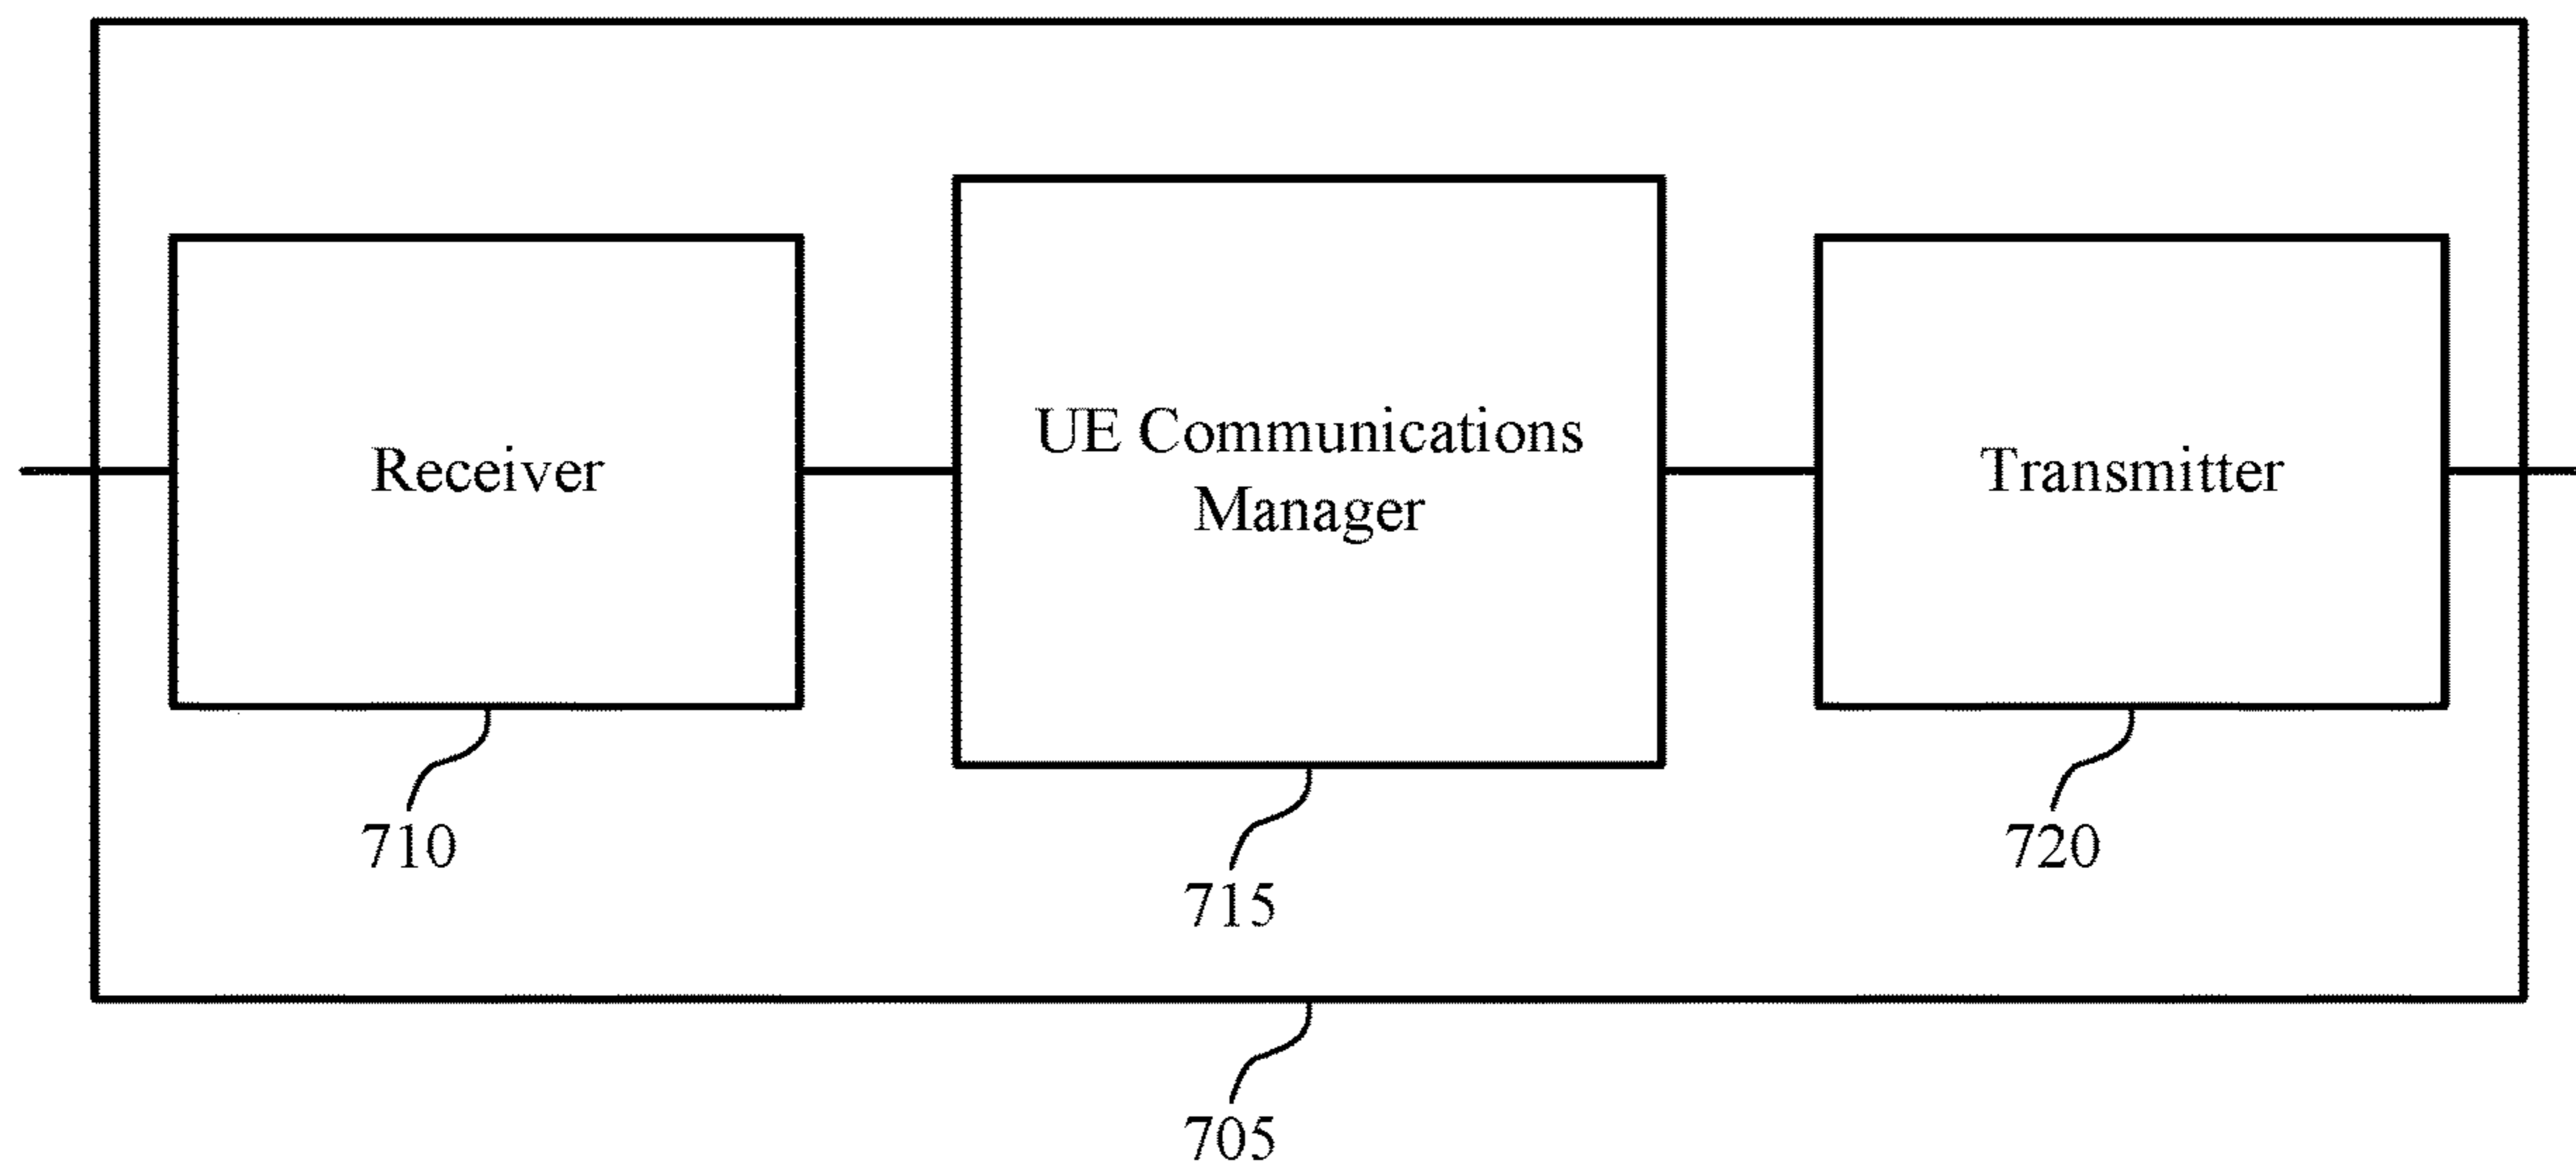 Receiver
UE Communications
Manager
Transmitter
710
715
720
705